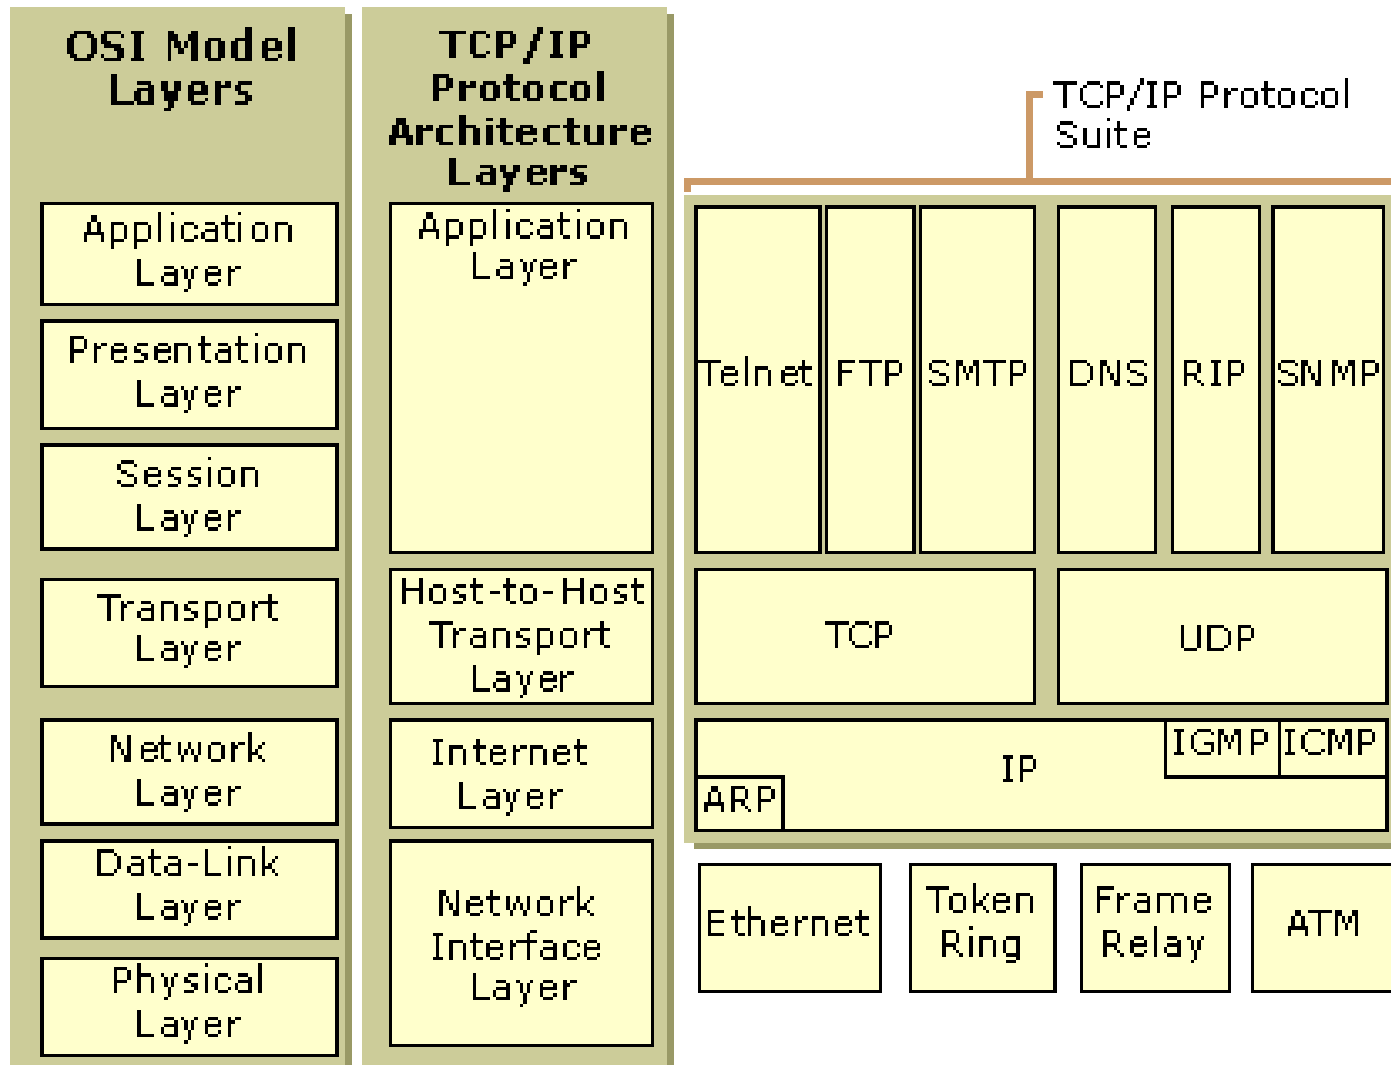 OSI Model
Layers
Application
Layer
Presentation
Layer
Session
Layer
Transport
Layer
Network
Layer
Data-Link
Layer
Physical
Layer
TCP/IP
Protocol
Architecture
Layers
Application
Layer
Host-to-Host
Transport
Layer
Internet
Layer
Network
Interface
Layer
TCP/IP Protocol
Suite
Telnet
FTP
SMTP
DNS
RIP
SNMP
TCP
UDP
IP
IGMP
ICMP
ARP
Ethernet
Token
Ring
Frame
Relay
ATM